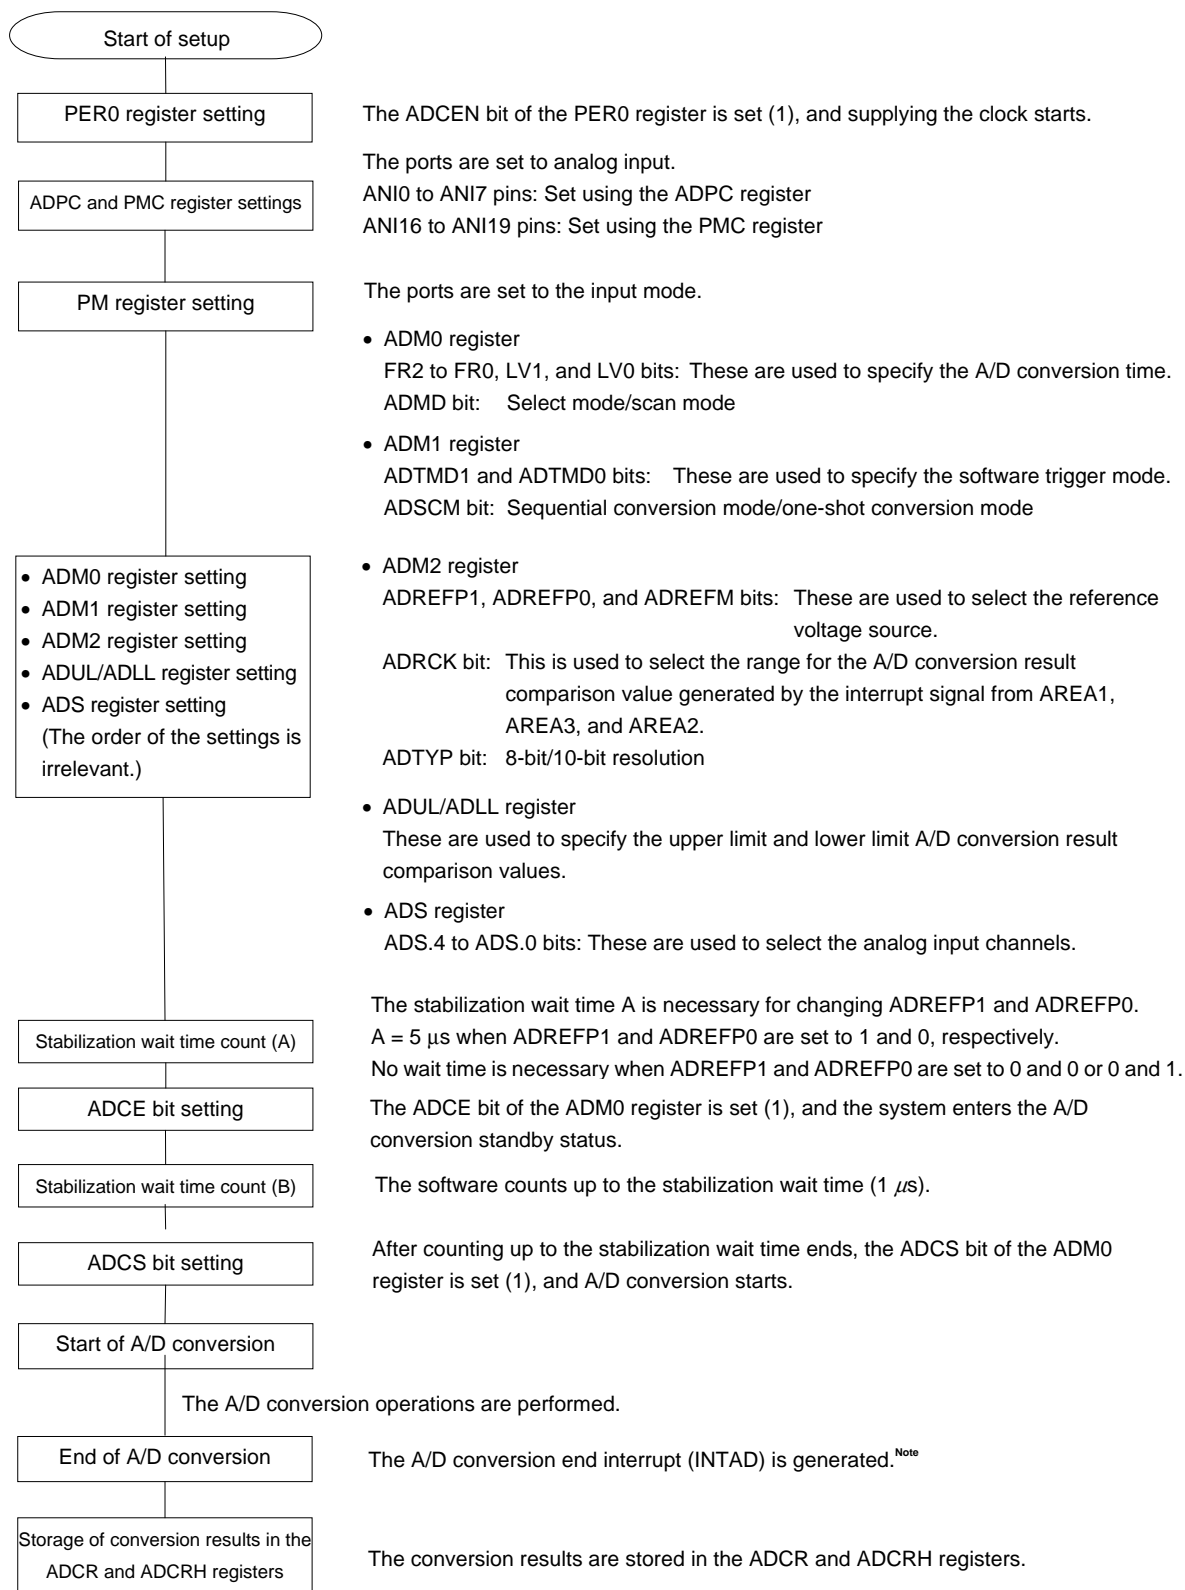 Start of setup
PER0 register setting
The ADCEN bit of the PER0 register is set (1), and supplying the clock starts.
The ports are set to analog input.
ADPC and PMC register settings
ANI0 to ANI7 pins: Set using the ADPC register
ANI16 to ANI19 pins: Set using the PMC register
PM register setting
The ports are set to the input mode.
• ADM0 register
FR2 to FR0, LV1, and LV0 bits: These are used to specify the A/D conversion time.
ADMD bit: Select mode/scan mode
• ADM1 register
ADTMD1 and ADTMD0 bits: These are used to specify the software trigger mode.
ADSCM bit: Sequential conversion mode/one-shot conversion mode
• ADM0 register setting
• ADM1 register setting
• ADM2 register setting
• ADUL/ADLL register setting
• ADS register setting
(The order of the settings is
irrelevant.)
• ADM2 register
ADREFP1, ADREFP0, and ADREFM bits: These are used to select the reference
voltage source.
ADRCK bit: This is used to select the range for the A/D conversion result
comparison value generated by the interrupt signal from AREA1,
AREA3, and AREA2.
ADTYP bit: 8-bit/10-bit resolution
• ADUL/ADLL register
These are used to specify the upper limit and lower limit A/D conversion result
comparison values.
• ADS register
ADS.4 to ADS.0 bits: These are used to select the analog input channels.
Stabilization wait time count (A)
The stabilization wait time A is necessary for changing ADREFP1 and ADREFP0.
A = 5 μs when ADREFP1 and ADREFP0 are set to 1 and 0, respectively.
No wait time is necessary when ADREFP1 and ADREFP0 are set to 0 and 0 or 0 and 1.
ADCE bit setting
The ADCE bit of the ADM0 register is set (1), and the system enters the A/D
conversion standby status.
Stabilization wait time count (B)
The software counts up to the stabilization wait time (1 μs).
ADCS bit setting
After counting up to the stabilization wait time ends, the ADCS bit of the ADM0
register is set (1), and A/D conversion starts.
Start of A/D conversion
The A/D conversion operations are performed.
End of A/D conversion
The A/D conversion end interrupt (INTAD) is generated.Note
Storage of conversion results in the
ADCR and ADCRH registers
The conversion results are stored in the ADCR and ADCRH registers.